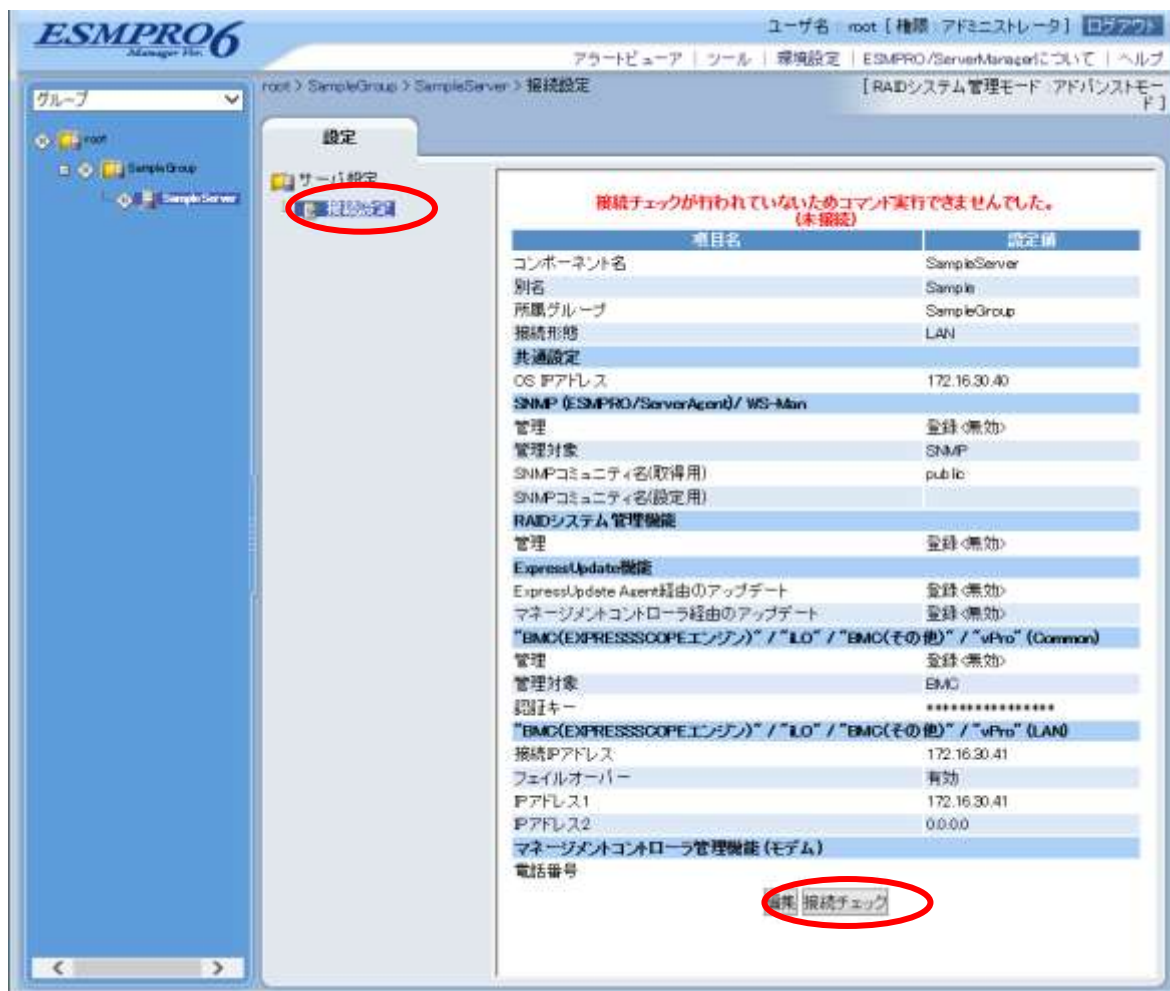 ESMPRO6
Manager Ver.
ユーザ名 : root [ 権限 : アドミニストレータ ] ログアウト
アラートビューア | ツール | 環境設定 | ESMPRO/ServerManagerについて | ヘルプ
グループ
root
SampleGroup
SampleServer
root > SampleGroup > SampleServer > 接続設定
[ RAIDシステム管理モード : アドバンストモード ]
設定
サーバ設定
接続設定
接続チェックが行われていないためコマンド実行できませんでした。
(未接続)
項目名 設定値
コンポーネント名 SampleServer
別名 Sample
所属グループ SampleGroup
接続形態 LAN
共通設定
OS IPアドレス 172.16.30.40
SNMP (ESMPRO/ServerAgent)/ WS-Man
管理 登録 <無効>
管理対象 SNMP
SNMPコミュニティ名(取得用) public
SNMPコミュニティ名(設定用)
RAIDシステム管理機能
管理 登録 <無効>
ExpressUpdate機能
ExpressUpdate Agent経由のアップデート 登録 <無効>
マネージメントコントローラ経由のアップデート 登録 <無効>
"BMC(EXPRESSSCOPEエンジン)" / "iLO" / "BMC(その他)" / "vPro" (Common)
管理 登録 <無効>
管理対象 BMC
認証キー ****************
"BMC(EXPRESSSCOPEエンジン)" / "iLO" / "BMC(その他)" / "vPro" (LAN)
接続IPアドレス 172.16.30.41
フェイルオーバー 有効
IPアドレス1 172.16.30.41
IPアドレス2 0.0.0.0
マネージメントコントローラ管理機能 (モデム)
電話番号
編集 接続チェック